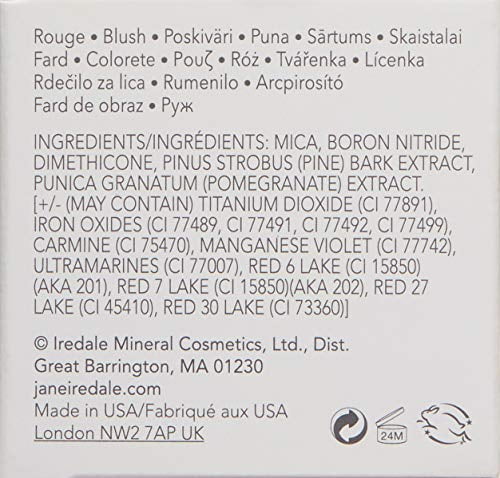 Rouge • Blush • Poskiväri • Puna • Sārtums • Skaistalai
Fard • Colorete • Pουζ • Róż • Tvářenka • Lícenka
Rdečilo za lica • Rumenilo • Arcpirosító
Fard de obraz • Руж
INGREDIENTS/INGRÉDIENTS: MICA, BORON NITRIDE,
DIMETHICONE, PINUS STROBUS (PINE) BARK EXTRACT,
PUNICA GRANATUM (POMEGRANATE) EXTRACT.
[+/- (MAY CONTAIN) TITANIUM DIOXIDE (CI 77891),
IRON OXIDES (CI 77489, CI 77491, CI 77492, CI 77499),
CARMINE (CI 75470), MANGANESE VIOLET (CI 77742),
ULTRAMARINES (CI 77007), RED 6 LAKE (CI 15850)
(AKA 201), RED 7 LAKE (CI 15850)(AKA 202), RED 27
LAKE (CI 45410), RED 30 LAKE (CI 73360)]
© Iredale Mineral Cosmetics, Ltd., Dist.
Great Barrington, MA 01230
janeiredale.com
Made in USA/Fabriqué aux USA
London NW2 7AP UK
24M